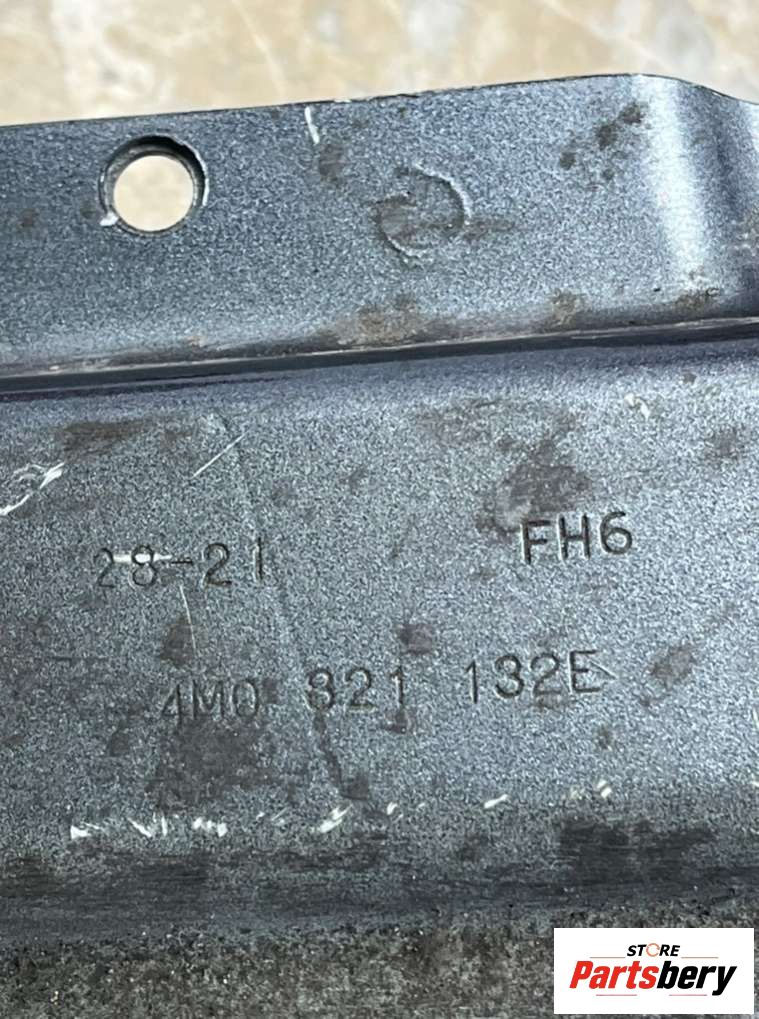 28-21 FH6
4M0 821 132E
STORE
Partsbery